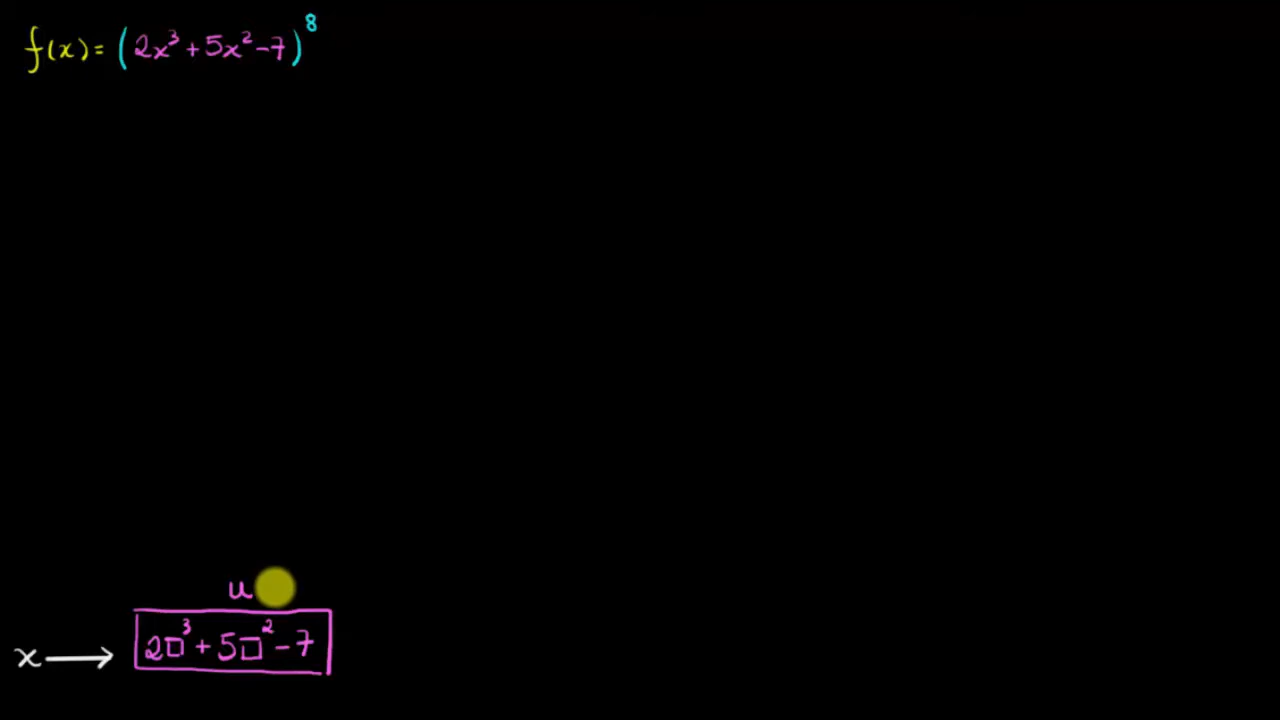 f(x) = (2x³ + 5x² - 7)⁸
u
x → 2□³ + 5□² - 7